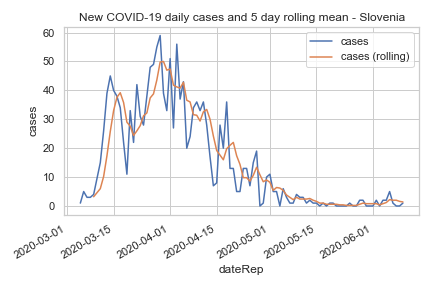 New COVID-19 daily cases and 5 day rolling mean - Slovenia
cases
cases (rolling)
cases
60
50
40
30
20
10
0
2020-03-01
2020-03-15
2020-04-01
2020-04-15
2020-05-01
2020-05-15
2020-06-01
dateRep